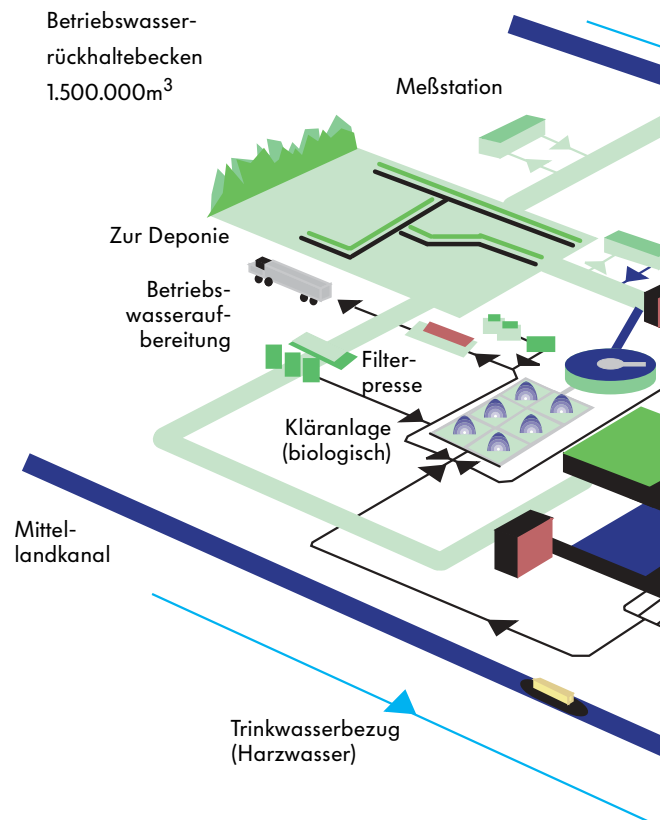 Betriebswasser-
rückhaltebecken
1.500.000m³
Meßstation
Zur Deponie
Betriebs-
wasserauf-
bereitung
Filter-
presse
Kläranlage
(biologisch)
Mittel-
landkanal
Trinkwasserbezug
(Harzwasser)